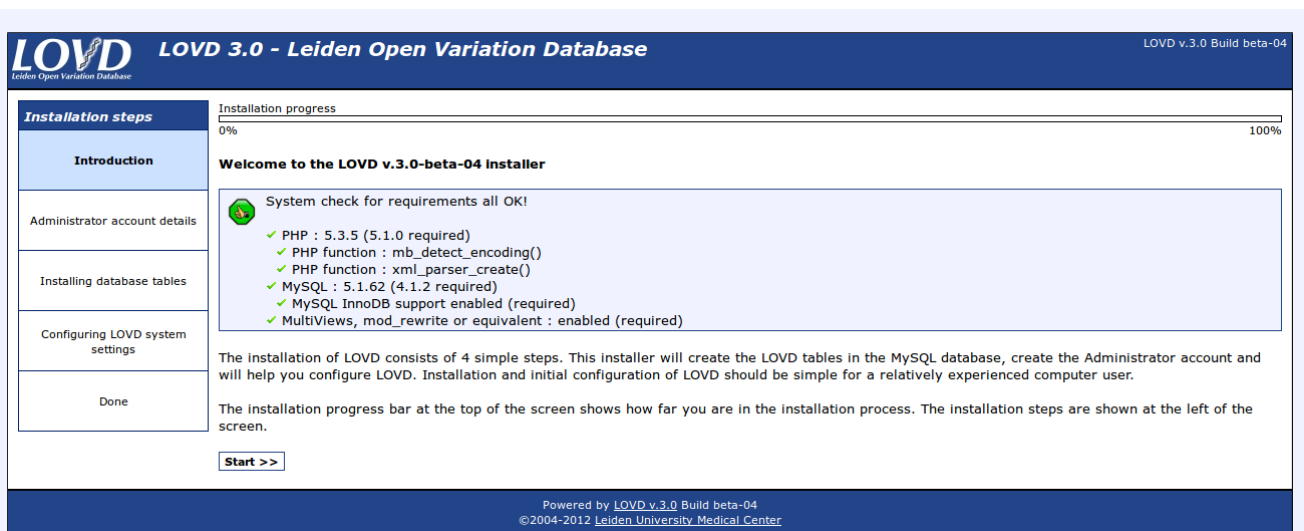 LOVD
Leiden Open Variation Database
LOVD 3.0 - Leiden Open Variation Database
LOVD v.3.0 Build beta-04
Installation steps
Introduction
Administrator account details
Installing database tables
Configuring LOVD system
settings
Done
Installation progress
0%
100%
Welcome to the LOVD v.3.0-beta-04 installer
System check for requirements all OK!
PHP : 5.3.5 (5.1.0 required)
PHP function : mb_detect_encoding()
PHP function : xml_parser_create()
MySQL : 5.1.62 (4.1.2 required)
MySQL InnoDB support enabled (required)
MultiViews, mod_rewrite or equivalent : enabled (required)
The installation of LOVD consists of 4 simple steps. This installer will create the LOVD tables in the MySQL database, create the Administrator account and
will help you configure LOVD. Installation and initial configuration of LOVD should be simple for a relatively experienced computer user.
The installation progress bar at the top of the screen shows how far you are in the installation process. The installation steps are shown at the left of the
screen.
Start >>
Powered by LOVD v.3.0 Build beta-04
©2004-2012 Leiden University Medical Center